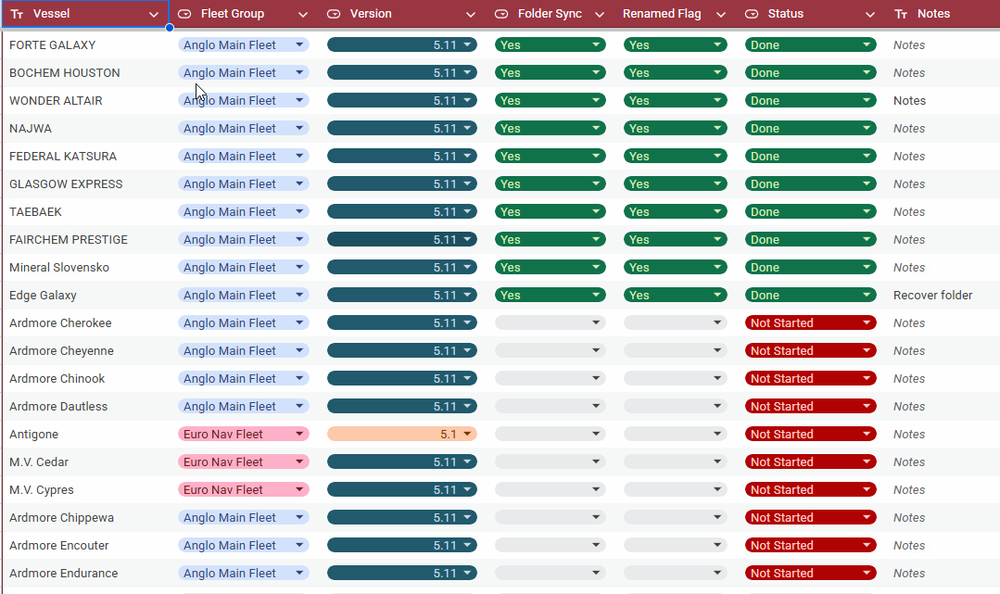 Tт Vessel Fleet Group Version Folder Sync Renamed Flag Status Tт Notes
FORTE GALAXY Anglo Main Fleet 5.11 Yes Yes Done Notes
BOCHEM HOUSTON Anglo Main Fleet 5.11 Yes Yes Done Notes
WONDER ALTAIR Anglo Main Fleet 5.11 Yes Yes Done Notes
NAJWA Anglo Main Fleet 5.11 Yes Yes Done Notes
FEDERAL KATSURA Anglo Main Fleet 5.11 Yes Yes Done Notes
GLASGOW EXPRESS Anglo Main Fleet 5.11 Yes Yes Done Notes
TAEBAEK Anglo Main Fleet 5.11 Yes Yes Done Notes
FAIRCHEM PRESTIGE Anglo Main Fleet 5.11 Yes Yes Done Notes
Mineral Slovensko Anglo Main Fleet 5.11 Yes Yes Done Notes
Edge Galaxy Anglo Main Fleet 5.11 Yes Yes Done Recover folder
Ardmore Cherokee Anglo Main Fleet 5.11 Not Started Notes
Ardmore Cheyenne Anglo Main Fleet 5.11 Not Started Notes
Ardmore Chinook Anglo Main Fleet 5.11 Not Started Notes
Ardmore Dautless Anglo Main Fleet 5.11 Not Started Notes
Antigone Euro Nav Fleet 5.1 Not Started Notes
M.V. Cedar Euro Nav Fleet 5.11 Not Started Notes
M.V. Cypres Euro Nav Fleet 5.11 Not Started Notes
Ardmore Chippewa Anglo Main Fleet 5.11 Not Started Notes
Ardmore Encouter Anglo Main Fleet 5.11 Not Started Notes
Ardmore Endurance Anglo Main Fleet 5.11 Not Started Notes